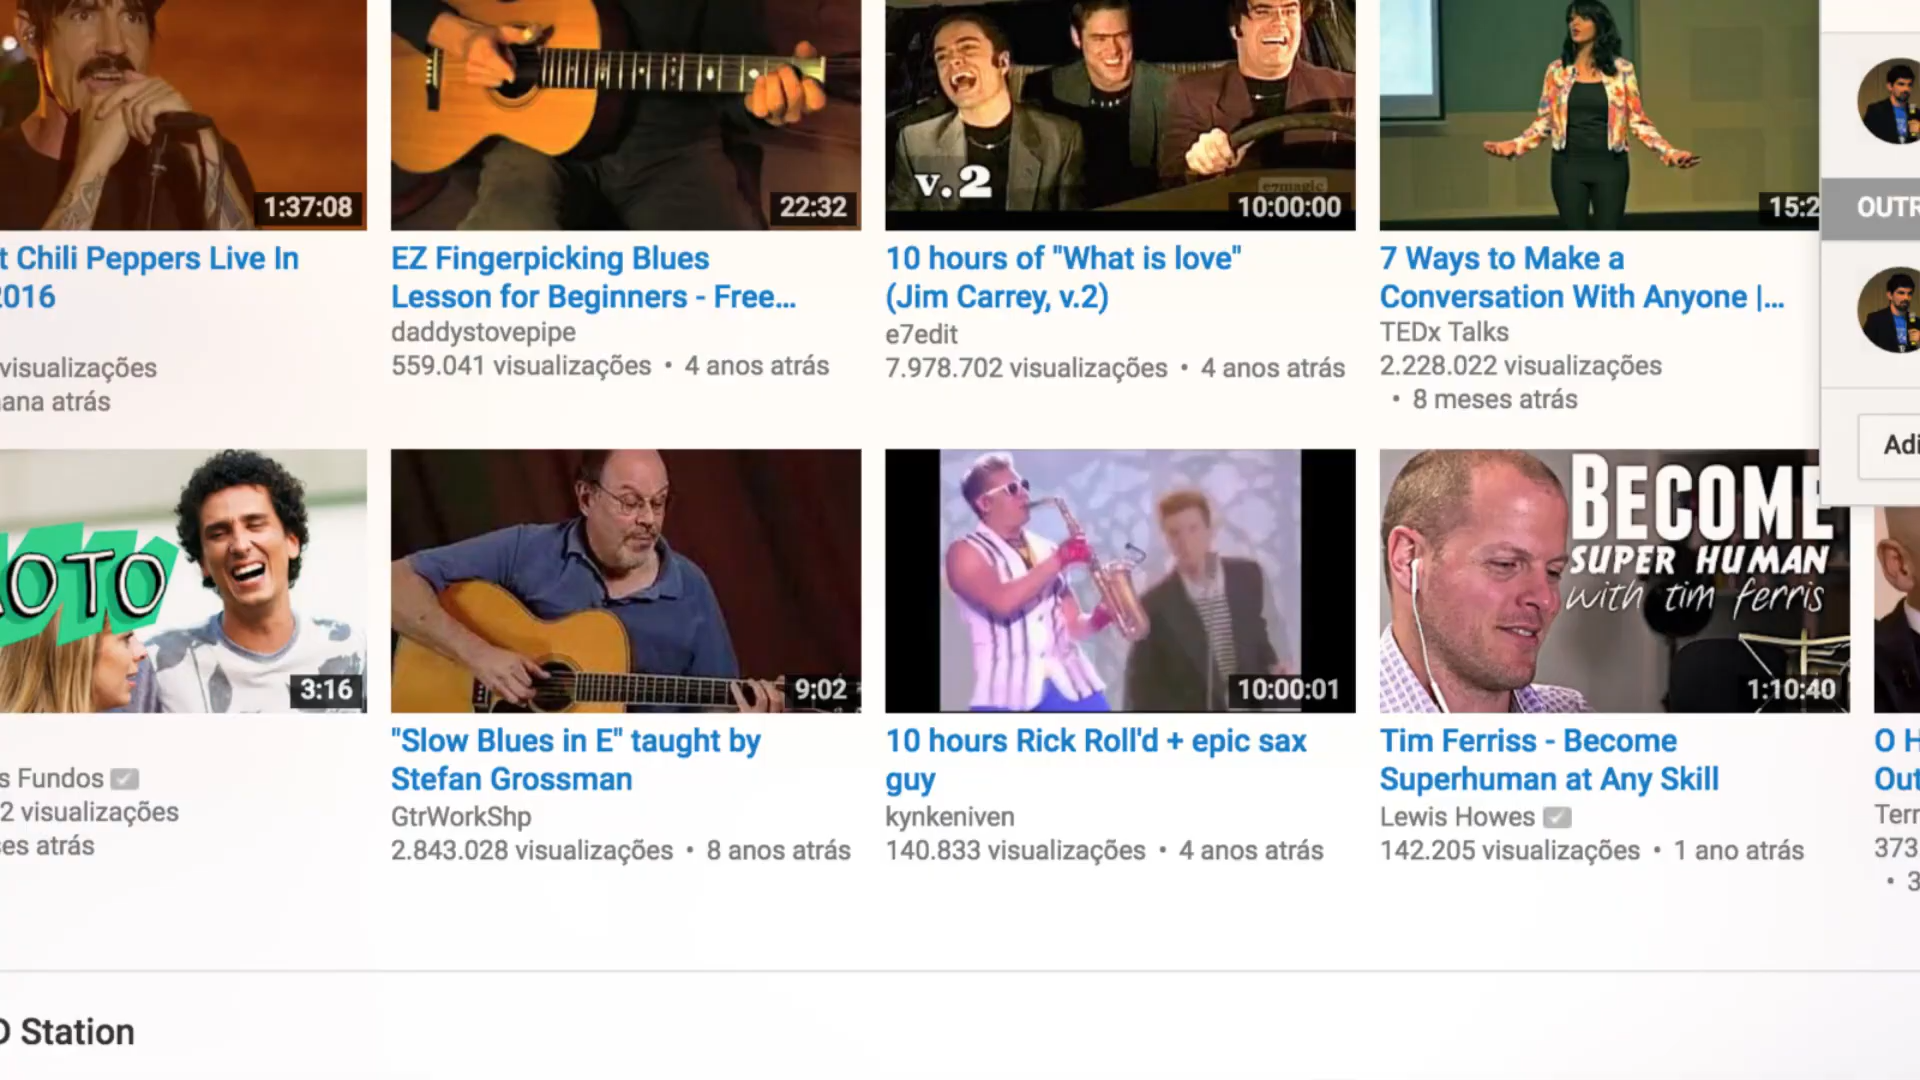 1:37:08
22:32
v.2
e7magic
10:00:00
15:2
OUTR
t Chili Peppers Live In
2016
visualizações
ana atrás
EZ Fingerpicking Blues
Lesson for Beginners - Free...
daddystovepipe
559.041 visualizações • 4 anos atrás
10 hours of "What is love"
(Jim Carrey, v.2)
e7edit
7.978.702 visualizações • 4 anos atrás
7 Ways to Make a
Conversation With Anyone |...
TEDx Talks
2.228.022 visualizações
• 8 meses atrás
Adi
OTO
3:16
9:02
10:00:01
BECOME
SUPER HUMAN
with tim ferris
1:10:40
s Fundos
2 visualizações
es atrás
"Slow Blues in E" taught by
Stefan Grossman
GtrWorkShp
2.843.028 visualizações • 8 anos atrás
10 hours Rick Roll'd + epic sax
guy
kynkeniven
140.833 visualizações • 4 anos atrás
Tim Ferriss - Become
Superhuman at Any Skill
Lewis Howes
142.205 visualizações • 1 ano atrás
O H
Out
Terr
373
• 3
D Station